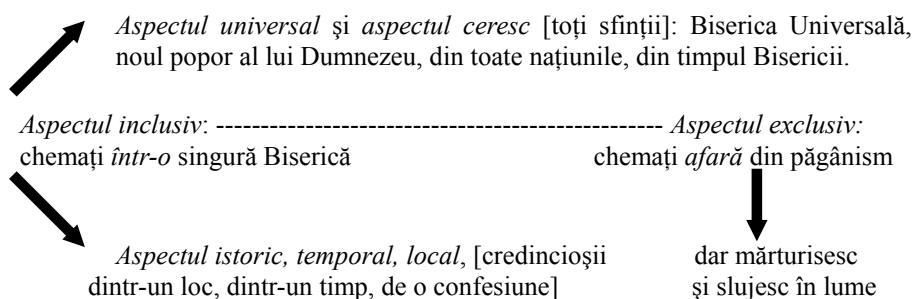 Aspectul universal și aspectul ceresc [toți sfinții]: Biserica Universală,
noul popor al lui Dumnezeu, din toate națiunile, din timpul Bisericii.
Aspectul inclusiv: -------------------------------------------------- Aspectul exclusiv:
chemați într-o singură Biserică chemați afară din păgânism
Aspectul istoric, temporal, local, [credincioșii dar mărturisesc
dintr-un loc, dintr-un timp, de o confesiune] și slujesc în lume